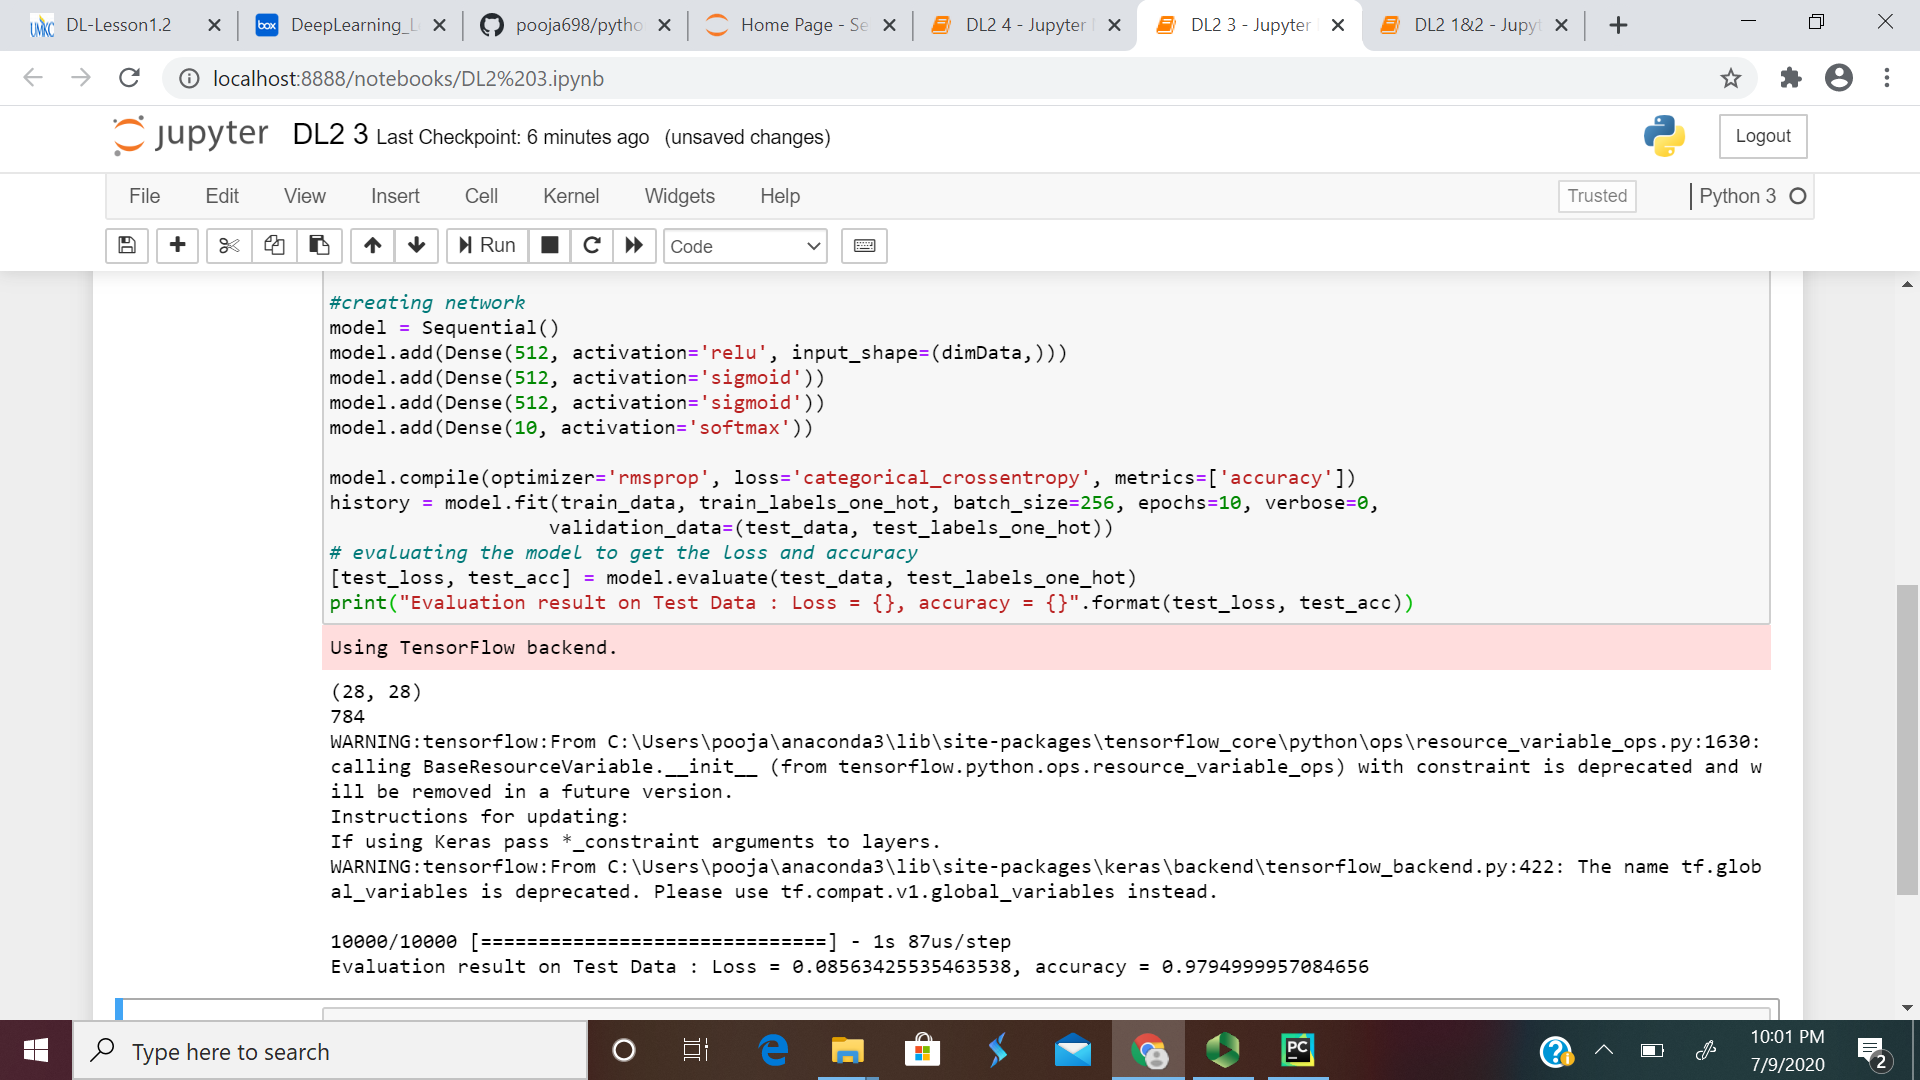 DL-Lesson1.2
box DeepLearning_L
pooja698/pytho
Home Page - Se
DL2 4 - Jupyter
DL2 3 - Jupyter
DL2 1&2 - Jupyt
localhost:8888/notebooks/DL2%203.ipynb
jupyter DL2 3 Last Checkpoint: 6 minutes ago (unsaved changes)
Logout
File Edit View Insert Cell Kernel Widgets Help
Trusted
Python 3
Run
Code
#creating network
model = Sequential()
model.add(Dense(512, activation='relu', input_shape=(dimData,)))
model.add(Dense(512, activation='sigmoid'))
model.add(Dense(512, activation='sigmoid'))
model.add(Dense(10, activation='softmax'))
model.compile(optimizer='rmsprop', loss='categorical_crossentropy', metrics=['accuracy'])
history = model.fit(train_data, train_labels_one_hot, batch_size=256, epochs=10, verbose=0,
validation_data=(test_data, test_labels_one_hot))
# evaluating the model to get the loss and accuracy
[test_loss, test_acc] = model.evaluate(test_data, test_labels_one_hot)
print("Evaluation result on Test Data : Loss = {}, accuracy = {}".format(test_loss, test_acc))
Using TensorFlow backend.
(28, 28)
784
WARNING:tensorflow:From C:\Users\pooja\anaconda3\lib\site-packages\tensorflow_core\python\ops\resource_variable_ops.py:1630:
calling BaseResourceVariable.__init__ (from tensorflow.python.ops.resource_variable_ops) with constraint is deprecated and w
ill be removed in a future version.
Instructions for updating:
If using Keras pass *_constraint arguments to layers.
WARNING:tensorflow:From C:\Users\pooja\anaconda3\lib\site-packages\keras\backend\tensorflow_backend.py:422: The name tf.glob
al_variables is deprecated. Please use tf.compat.v1.global_variables instead.
10000/10000 [==============================] - 1s 87us/step
Evaluation result on Test Data : Loss = 0.08563425535463538, accuracy = 0.9794999957084656
Type here to search
PC
10:01 PM
7/9/2020
2